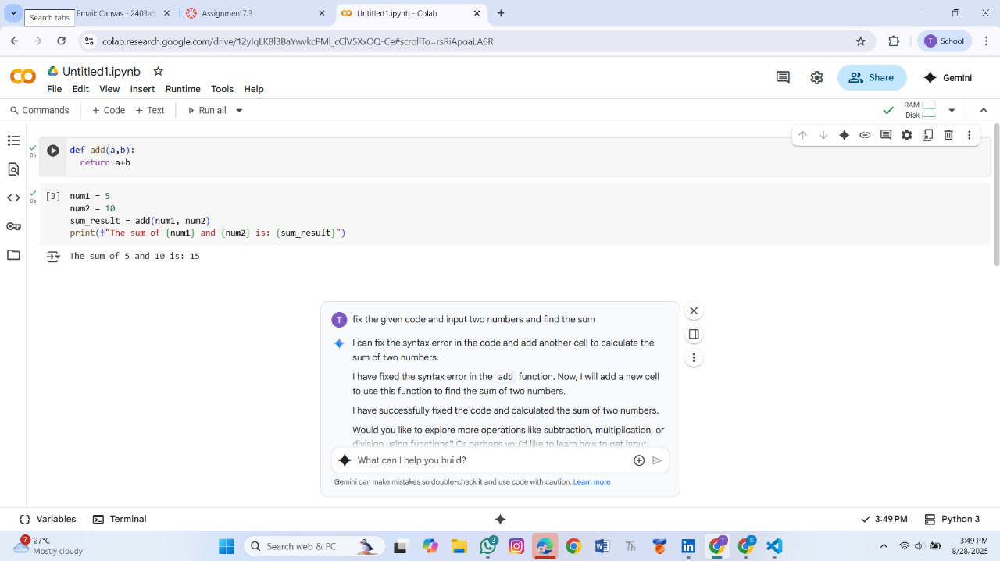 Email: Canvas - 2403a5
Assignment7.3
Untitled1.ipynb - Colab
Search tabs
colab.research.google.com/drive/12yIqLKBl3BaYwvkcPMl_cClV5XxOQ-Ce#scrollTo=rsRiApoaLA6R
T School
CO Untitled1.ipynb
File Edit View Insert Runtime Tools Help
Share
Gemini
Commands + Code + Text Run all
RAM
Disk
0s
def add(a,b):
return a+b
0s
[3] num1 = 5
num2 = 10
sum_result = add(num1, num2)
print(f"The sum of {num1} and {num2} is: {sum_result}")
The sum of 5 and 10 is: 15
T fix the given code and input two numbers and find the sum
I can fix the syntax error in the code and add another cell to calculate the
sum of two numbers.
I have fixed the syntax error in the add function. Now, I will add a new cell
to use this function to find the sum of two numbers.
I have successfully fixed the code and calculated the sum of two numbers.
Would you like to explore more operations like subtraction, multiplication, or
division using functions? Or perhaps you'd like to learn how to get input
What can I help you build?
Gemini can make mistakes so double-check it and use code with caution. Learn more
{} Variables Terminal
3:49 PM Python 3
7
27°C
Mostly cloudy
Search web & PC
3
3:49 PM
8/28/2025